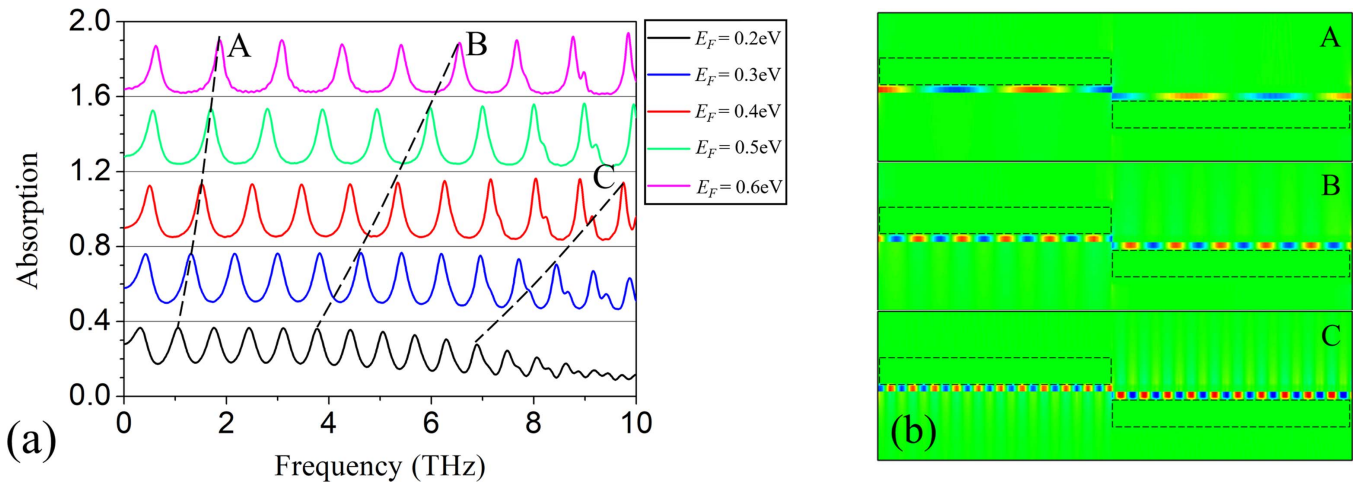 2.0
1.6
1.2
0.8
0.4
0.0
Absorption
0 2 4 6 8 10
Frequency (THz)
(a)
A
B
C
E_F = 0.2eV
E_F = 0.3eV
E_F = 0.4eV
E_F = 0.5eV
E_F = 0.6eV
A
B
C
(b)